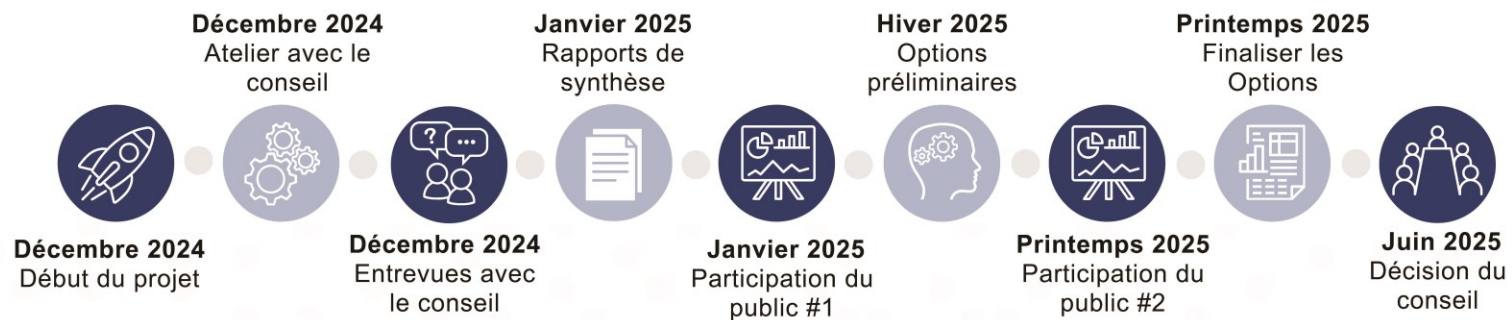 Décembre 2024
Début du projet
Décembre 2024
Atelier avec le
conseil
Décembre 2024
Entrevues avec
le conseil
Janvier 2025
Rapports de
synthèse
Janvier 2025
Participation du
public #1
Hiver 2025
Options
préliminaires
Printemps 2025
Participation du
public #2
Printemps 2025
Finaliser les
Options
Juin 2025
Décision du
conseil